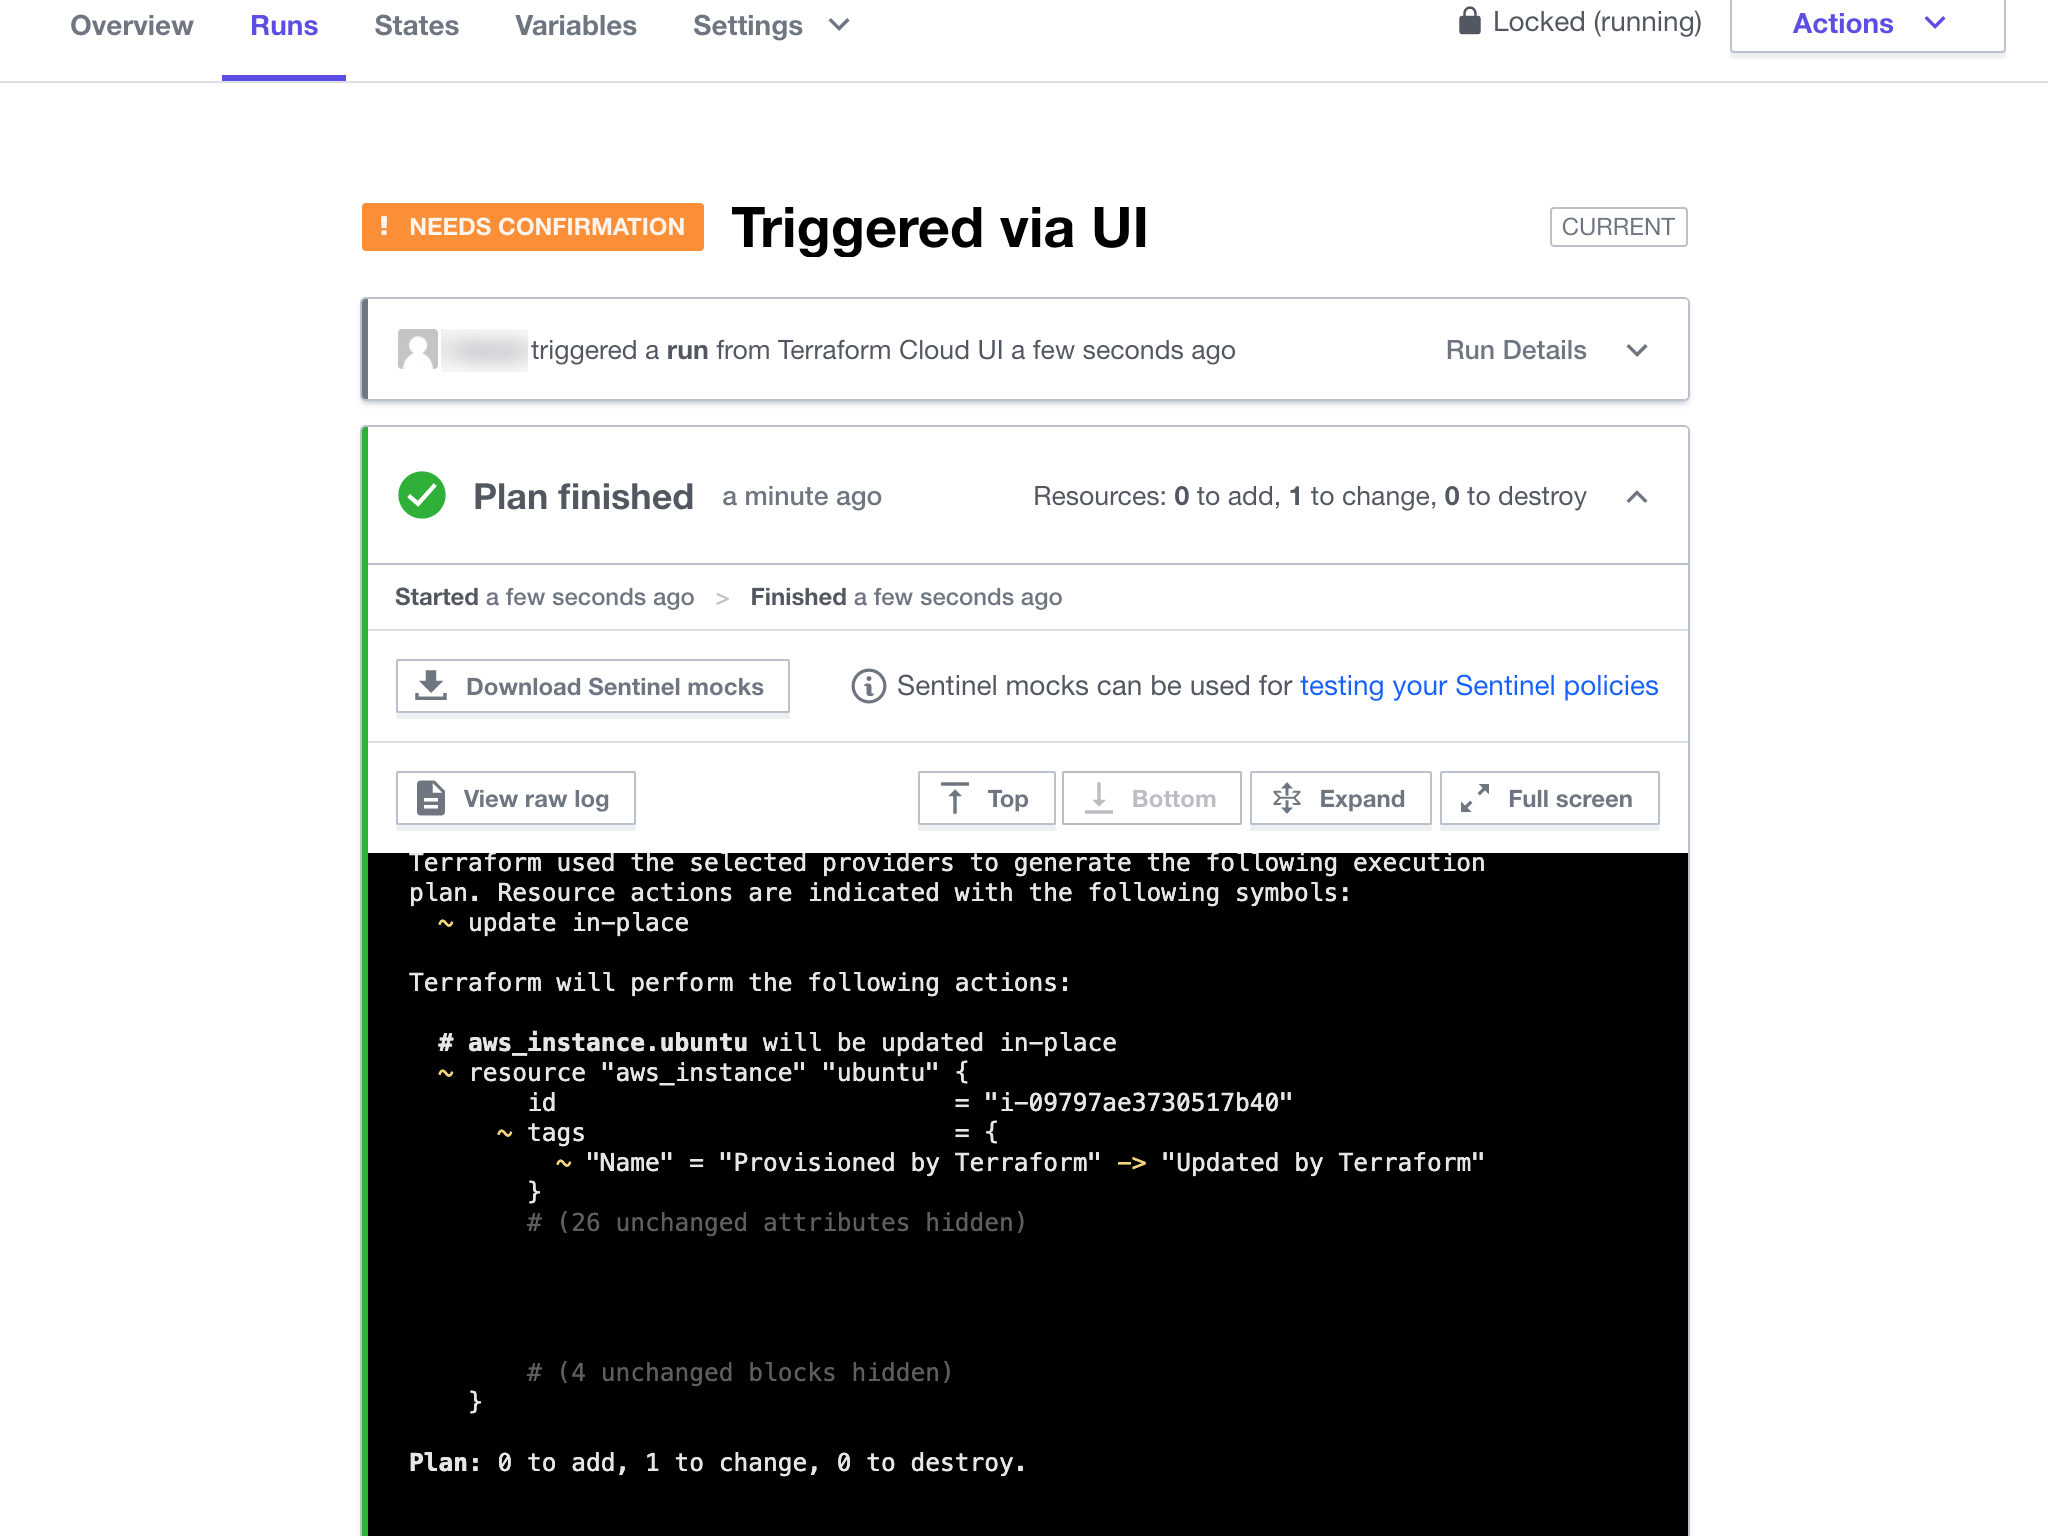 Overview Runs States Variables Settings Locked (running) Actions
! NEEDS CONFIRMATION Triggered via UI CURRENT
triggered a run from Terraform Cloud UI a few seconds ago Run Details
Plan finished a minute ago Resources: 0 to add, 1 to change, 0 to destroy
Started a few seconds ago > Finished a few seconds ago
Download Sentinel mocks Sentinel mocks can be used for testing your Sentinel policies
View raw log Top Bottom Expand Full screen
Terraform used the selected providers to generate the following execution
plan. Resource actions are indicated with the following symbols:
~ update in-place
Terraform will perform the following actions:
# aws_instance.ubuntu will be updated in-place
~ resource "aws_instance" "ubuntu" {
id = "i-09797ae3730517b40"
~ tags = {
~ "Name" = "Provisioned by Terraform" -> "Updated by Terraform"
}
# (26 unchanged attributes hidden)
# (4 unchanged blocks hidden)
}
Plan: 0 to add, 1 to change, 0 to destroy.